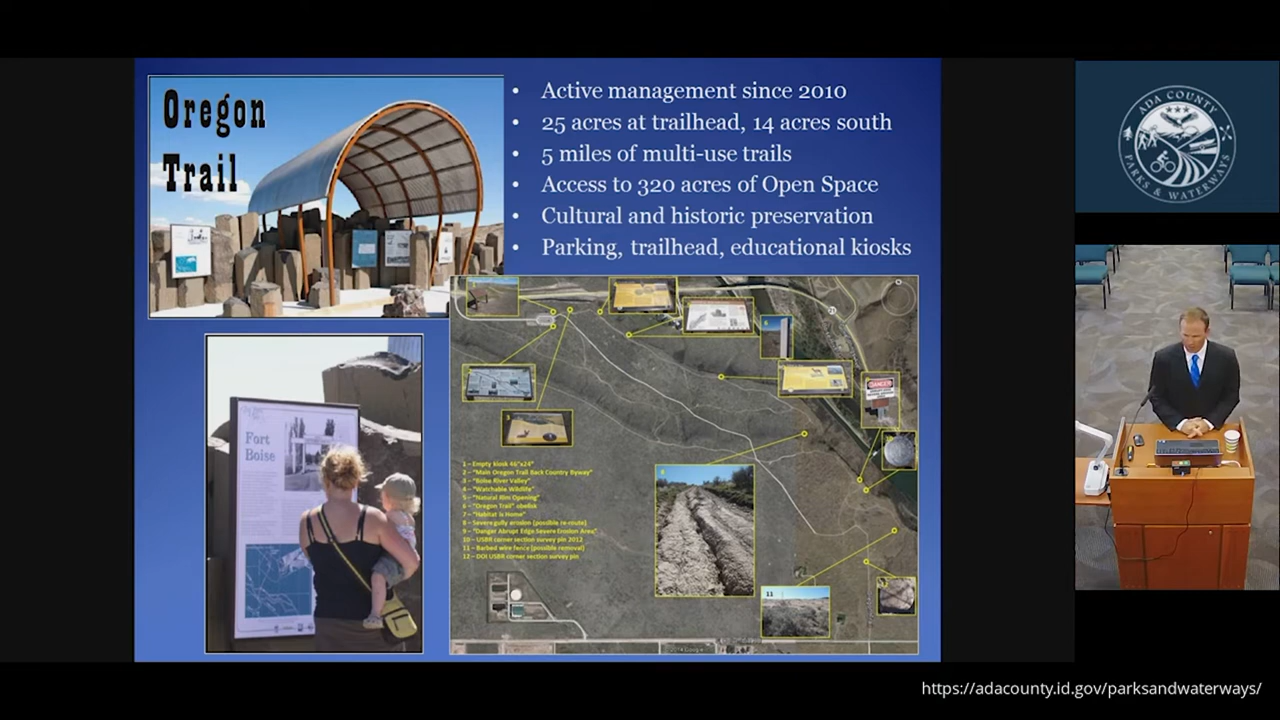 Oregon
Trail
• Active management since 2010
• 25 acres at trailhead, 14 acres south
• 5 miles of multi-use trails
• Access to 320 acres of Open Space
• Cultural and historic preservation
• Parking, trailhead, educational kiosks
Fort
Boise
1 – Empty kiosk 46"x24"
2 – "Main Oregon Trail Back Country Byway"
3 – "Boise River Valley"
4 – "Watchable Wildlife"
5 – "Natural Rim Opening"
6 – "Oregon Trail" obelisk
7 – "Habitat is Home"
8 – Severe gully erosion (possible re-route)
9 – "Danger Abrupt Edge Severe Erosion Area"
10 – USBR corner section survey pin 2012
11 – Barbed wire fence (possible removal)
12 – DOI USBR corner section survey pin
DANGER
11
ADA COUNTY
PARKS & WATERWAYS
https://adacounty.id.gov/parksandwaterways/